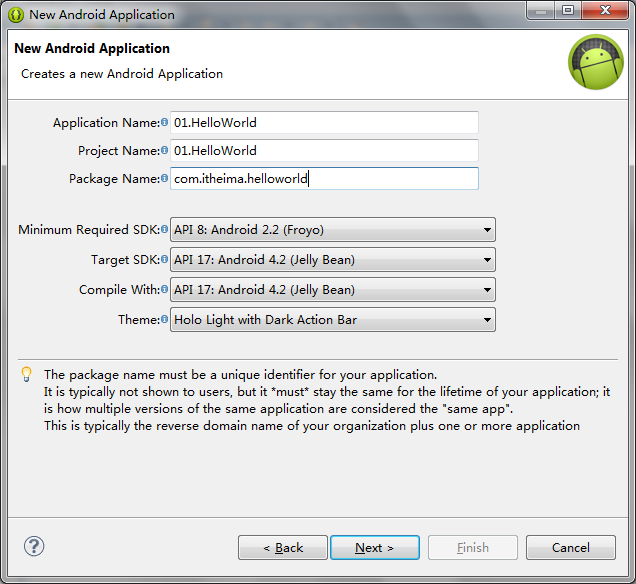 New Android Application
New Android Application
Creates a new Android Application
Application Name: 01.HelloWorld
Project Name: 01.HelloWorld
Package Name: com.itheima.helloworld
Minimum Required SDK: API 8: Android 2.2 (Froyo)
Target SDK: API 17: Android 4.2 (Jelly Bean)
Compile With: API 17: Android 4.2 (Jelly Bean)
Theme: Holo Light with Dark Action Bar
The package name must be a unique identifier for your application.
It is typically not shown to users, but it *must* stay the same for the lifetime of your application; it
is how multiple versions of the same application are considered the "same app".
This is typically the reverse domain name of your organization plus one or more application
? < Back Next > Finish Cancel